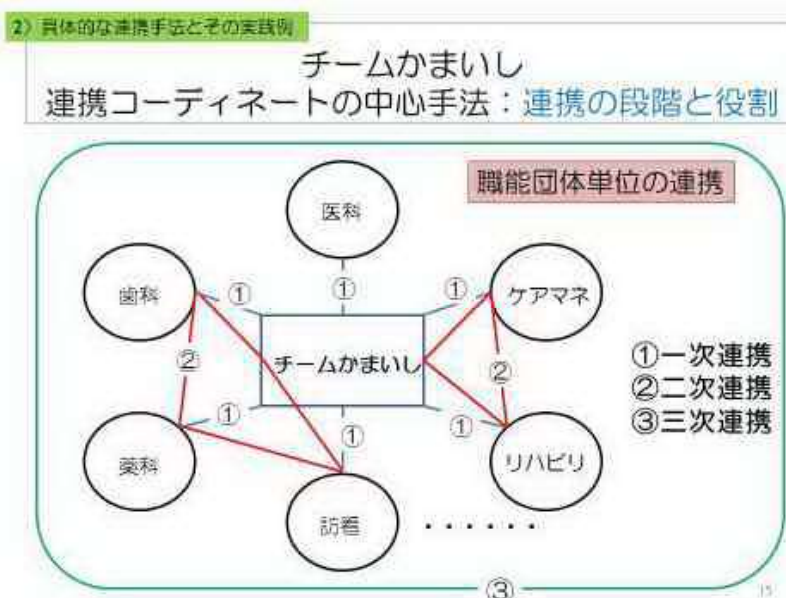 2）具体的な連携手法とその実践例
チームかまいし
連携コーディネートの中心手法：連携の段階と役割
職能団体単位の連携
医科
歯科
①
①
①
ケアマネ
チームかまいし
②
②
①一次連携
②二次連携
③三次連携
①
①
①
薬科
リハビリ
訪看
・・・・・・
③
15